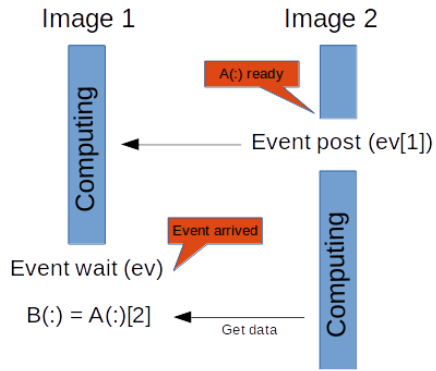 Image 1
Image 2
A(:) ready
Computing
Event post (ev[1])
Event arrived
Event wait (ev)
Computing
B(:) = A(:)[2]
Get data